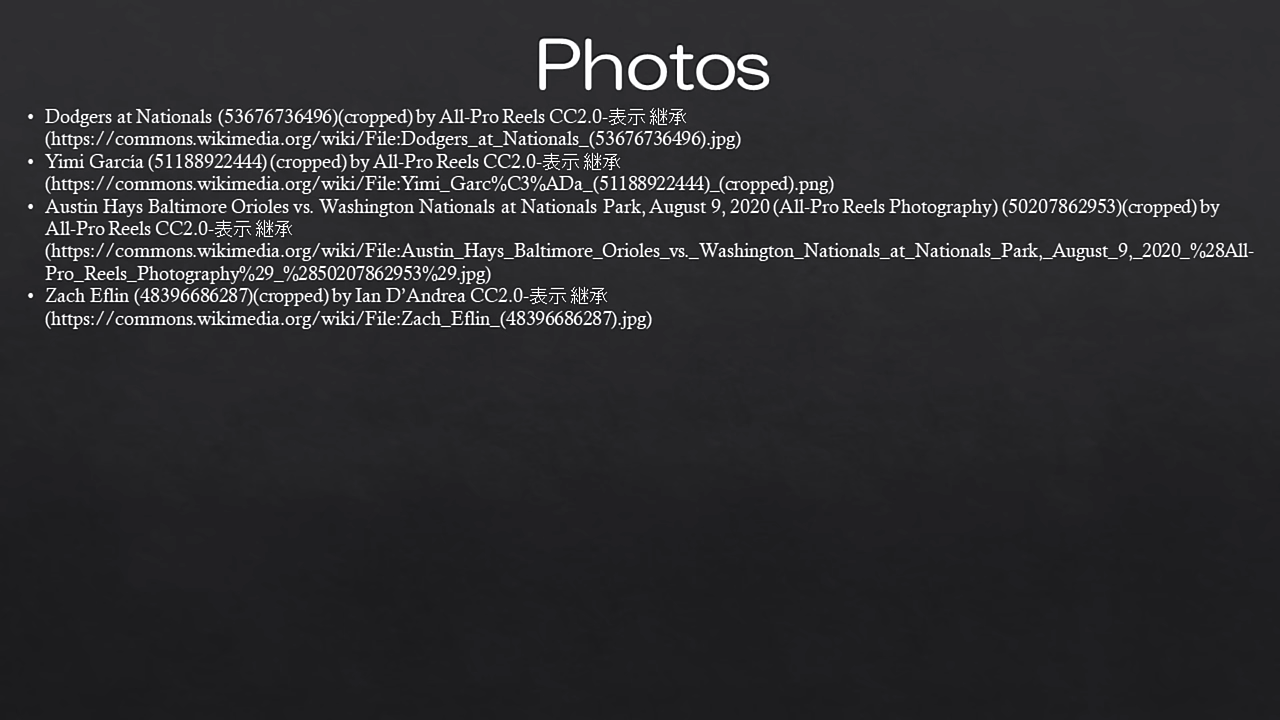 Photos
• Dodgers at Nationals (53676736496)(cropped) by All-Pro Reels CC2.0-表示 継承
(https://commons.wikimedia.org/wiki/File:Dodgers_at_Nationals_(53676736496).jpg)
• Yimi García (51188922444) (cropped) by All-Pro Reels CC2.0-表示 継承
(https://commons.wikimedia.org/wiki/File:Yimi_Garc%C3%ADa_(51188922444)_(cropped).png)
• Austin Hays Baltimore Orioles vs. Washington Nationals at Nationals Park, August 9, 2020 (All-Pro Reels Photography) (50207862953)(cropped) by
All-Pro Reels CC2.0-表示 継承
(https://commons.wikimedia.org/wiki/File:Austin_Hays_Baltimore_Orioles_vs._Washington_Nationals_at_Nationals_Park,_August_9,_2020_%28All-
Pro_Reels_Photography%29_%2850207862953%29.jpg)
• Zach Eflin (48396686287)(cropped) by Ian D’Andrea CC2.0-表示 継承
(https://commons.wikimedia.org/wiki/File:Zach_Eflin_(48396686287).jpg)